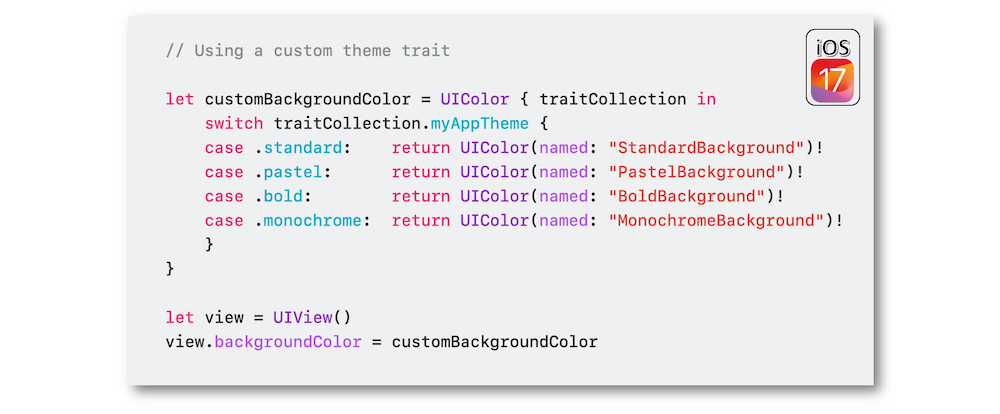 // Using a custom theme trait
iOS
17
let customBackgroundColor = UIColor { traitCollection in
    switch traitCollection.myAppTheme {
    case .standard:    return UIColor(named: "StandardBackground")!
    case .pastel:      return UIColor(named: "PastelBackground")!
    case .bold:        return UIColor(named: "BoldBackground")!
    case .monochrome:  return UIColor(named: "MonochromeBackground")!
    }
}
let view = UIView()
view.backgroundColor = customBackgroundColor